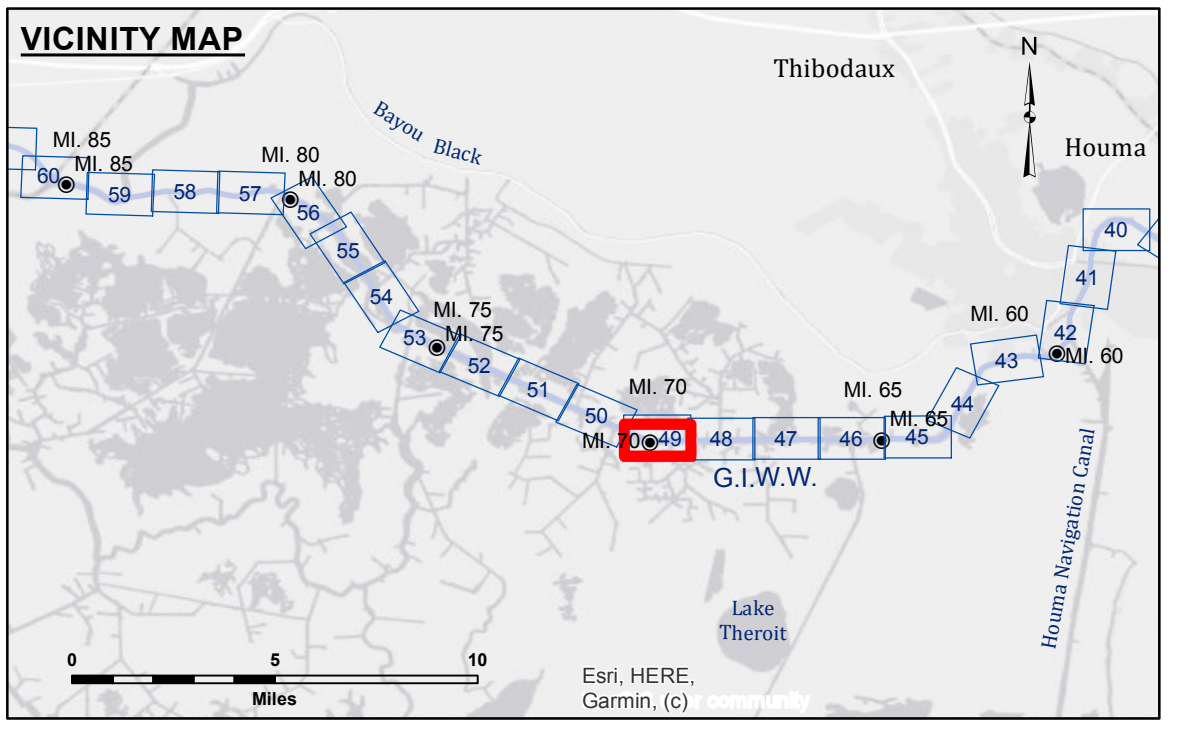 VICINITY MAP
Thibodaux
N
Houma
Bayou Black
MI. 85
MI. 85
MI. 80
MI. 80
60
59
58
57
56
55
54
53
52
51
50
49
48
47
46
45
44
43
42
41
40
MI. 75
MI. 75
MI. 70
MI. 70
MI. 65
MI. 65
MI. 60
MI. 60
G.I.W.W.
Houma Navigation Canal
Lake
Theroit
0 5 10
Miles
Esri, HERE,
Garmin, (c)
community